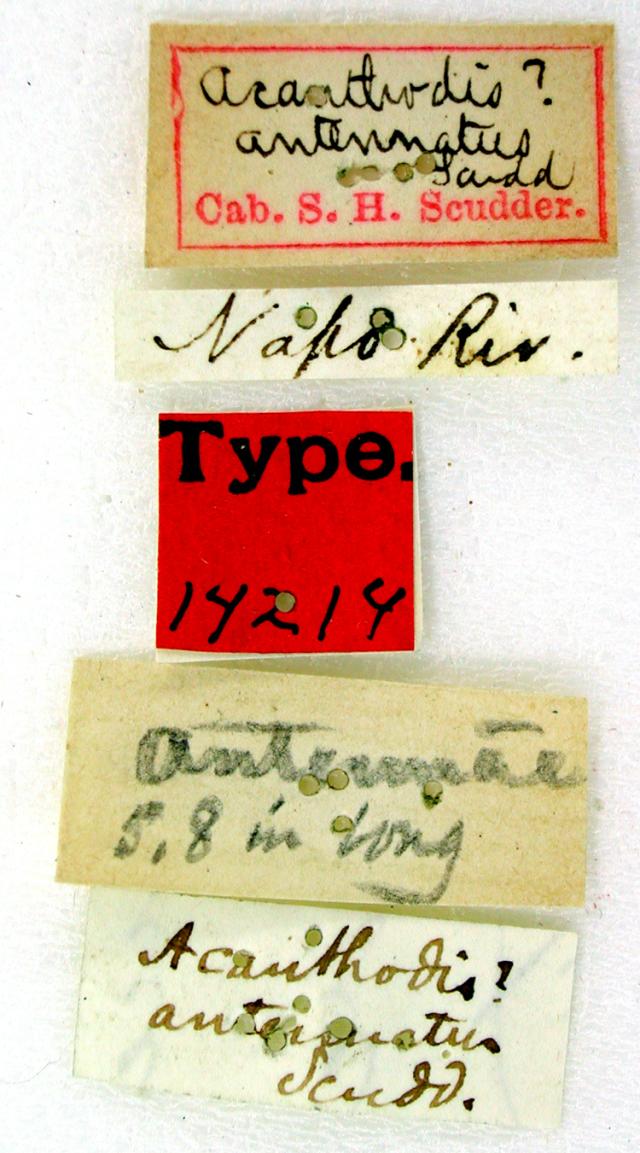 Acanthodis?
antennatus
Scudd
Cab. S. H. Scudder.
Napo Riv.
Type.
14214
Antennae
5,8 in long
Acanthodis?
antennatus
Scudd.